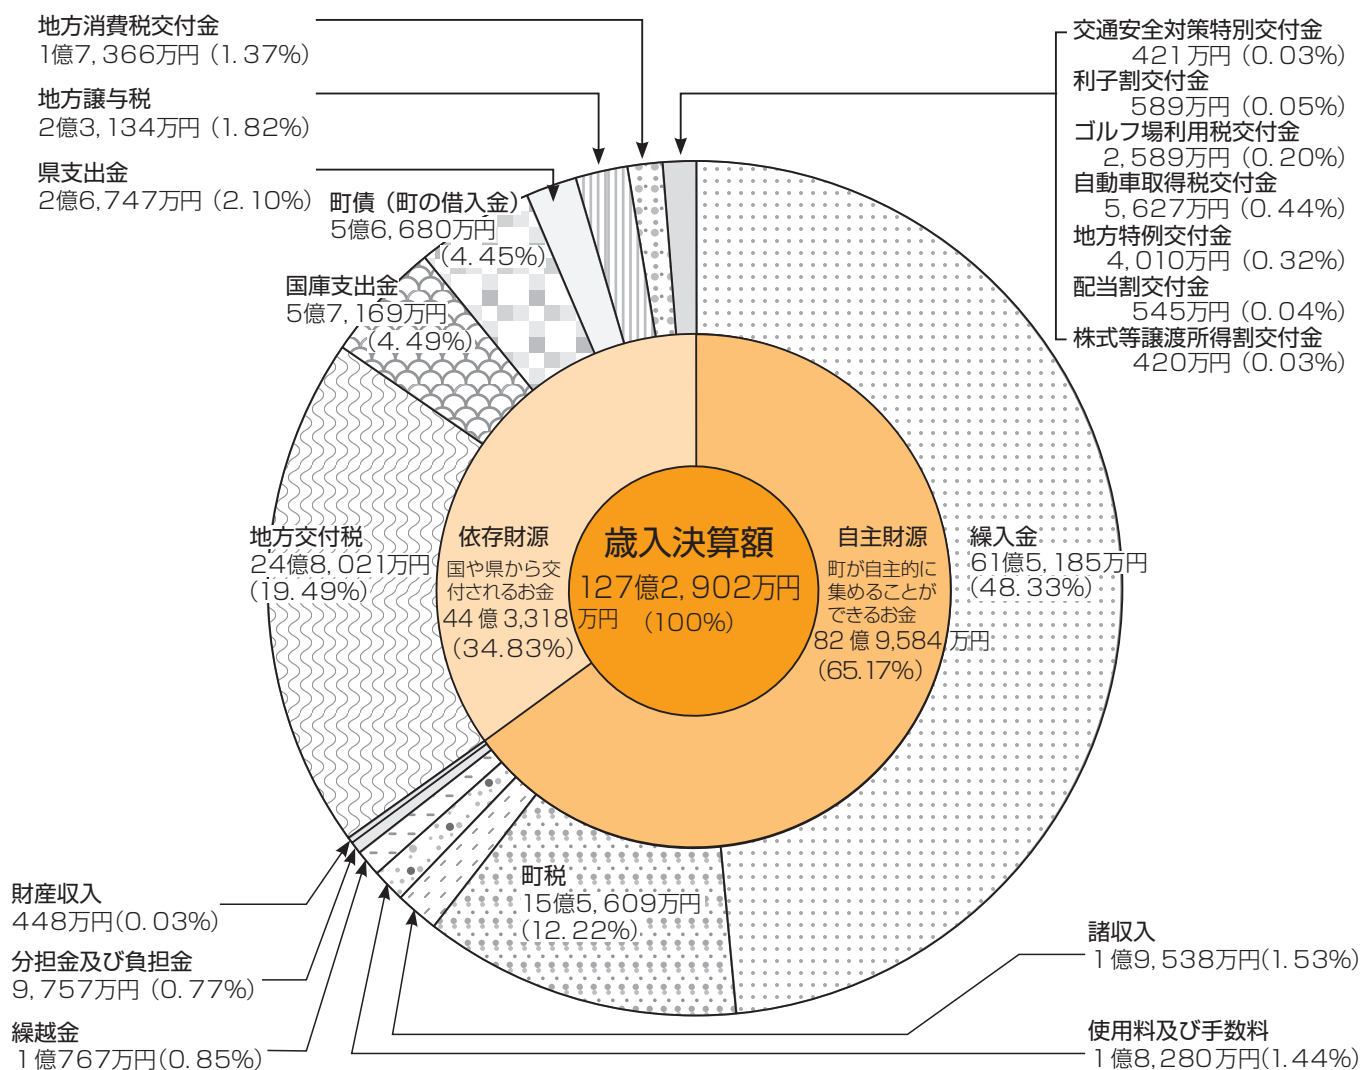 地方消費税交付金
1億7,366万円（1.37%）
地方譲与税
2億3,134万円（1.82%）
県支出金
2億6,747万円（2.10%）
町債（町の借入金）
5億6,680万円
（4.45%）
国庫支出金
5億7,169万円
（4.49%）
地方交付税
24億8,021万円
（19.49%）
依存財源
国や県から交
付されるお金
44億3,318万円
（34.83%）
歳入決算額
127億2,902万円
（100%）
自主財源
町が自主的に
集めることが
できるお金
82億9,584万円
（65.17%）
繰入金
61億5,185万円
（48.33%）
交通安全対策特別交付金
421万円（0.03%）
利子割交付金
589万円（0.05%）
ゴルフ場利用税交付金
2,589万円（0.20%）
自動車取得税交付金
5,627万円（0.44%）
地方特例交付金
4,010万円（0.32%）
配当割交付金
545万円（0.04%）
株式等譲渡所得割交付金
420万円（0.03%）
町税
15億5,609万円
（12.22%）
財産収入
448万円(0.03%)
分担金及び負担金
9,757万円（0.77%）
繰越金
1億767万円(0.85%)
諸収入
1億9,538万円(1.53%)
使用料及び手数料
1億8,280万円(1.44%)